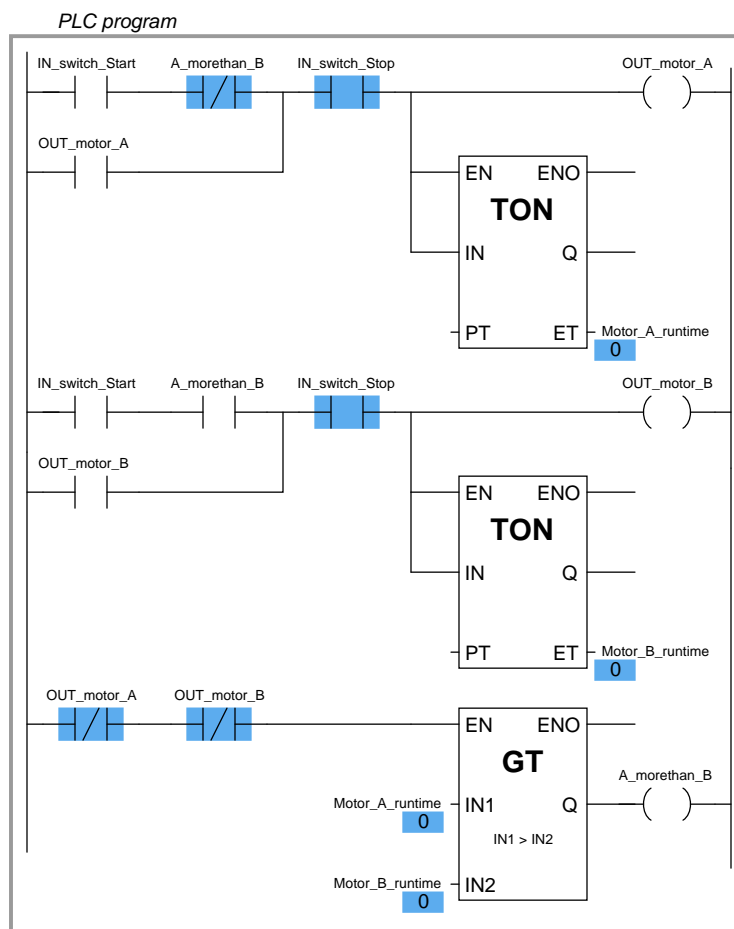 PLC program
IN_switch_Start A_morethan_B IN_switch_Stop OUT_motor_A
OUT_motor_A
EN ENO
TON
IN Q
PT ET Motor_A_runtime
0
IN_switch_Start A_morethan_B IN_switch_Stop OUT_motor_B
OUT_motor_B
EN ENO
TON
IN Q
PT ET Motor_B_runtime
0
OUT_motor_A OUT_motor_B
EN ENO
GT
A_morethan_B
Motor_A_runtime IN1 Q
0
IN1 > IN2
Motor_B_runtime IN2
0